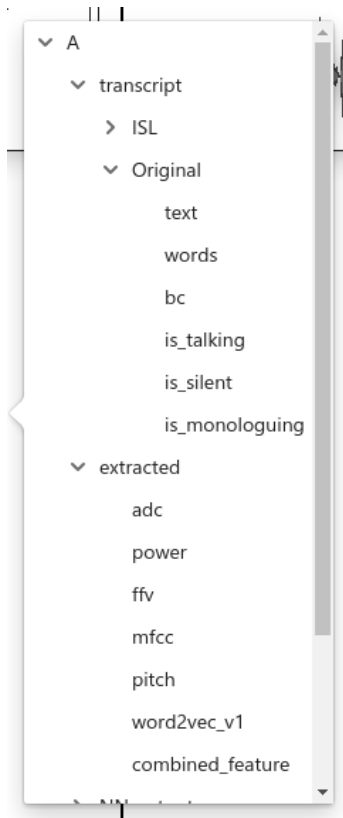 A
transcript
ISL
Original
text
words
bc
is_talking
is_silent
is_monologuing
extracted
adc
power
ffv
mfcc
pitch
word2vec_v1
combined_feature